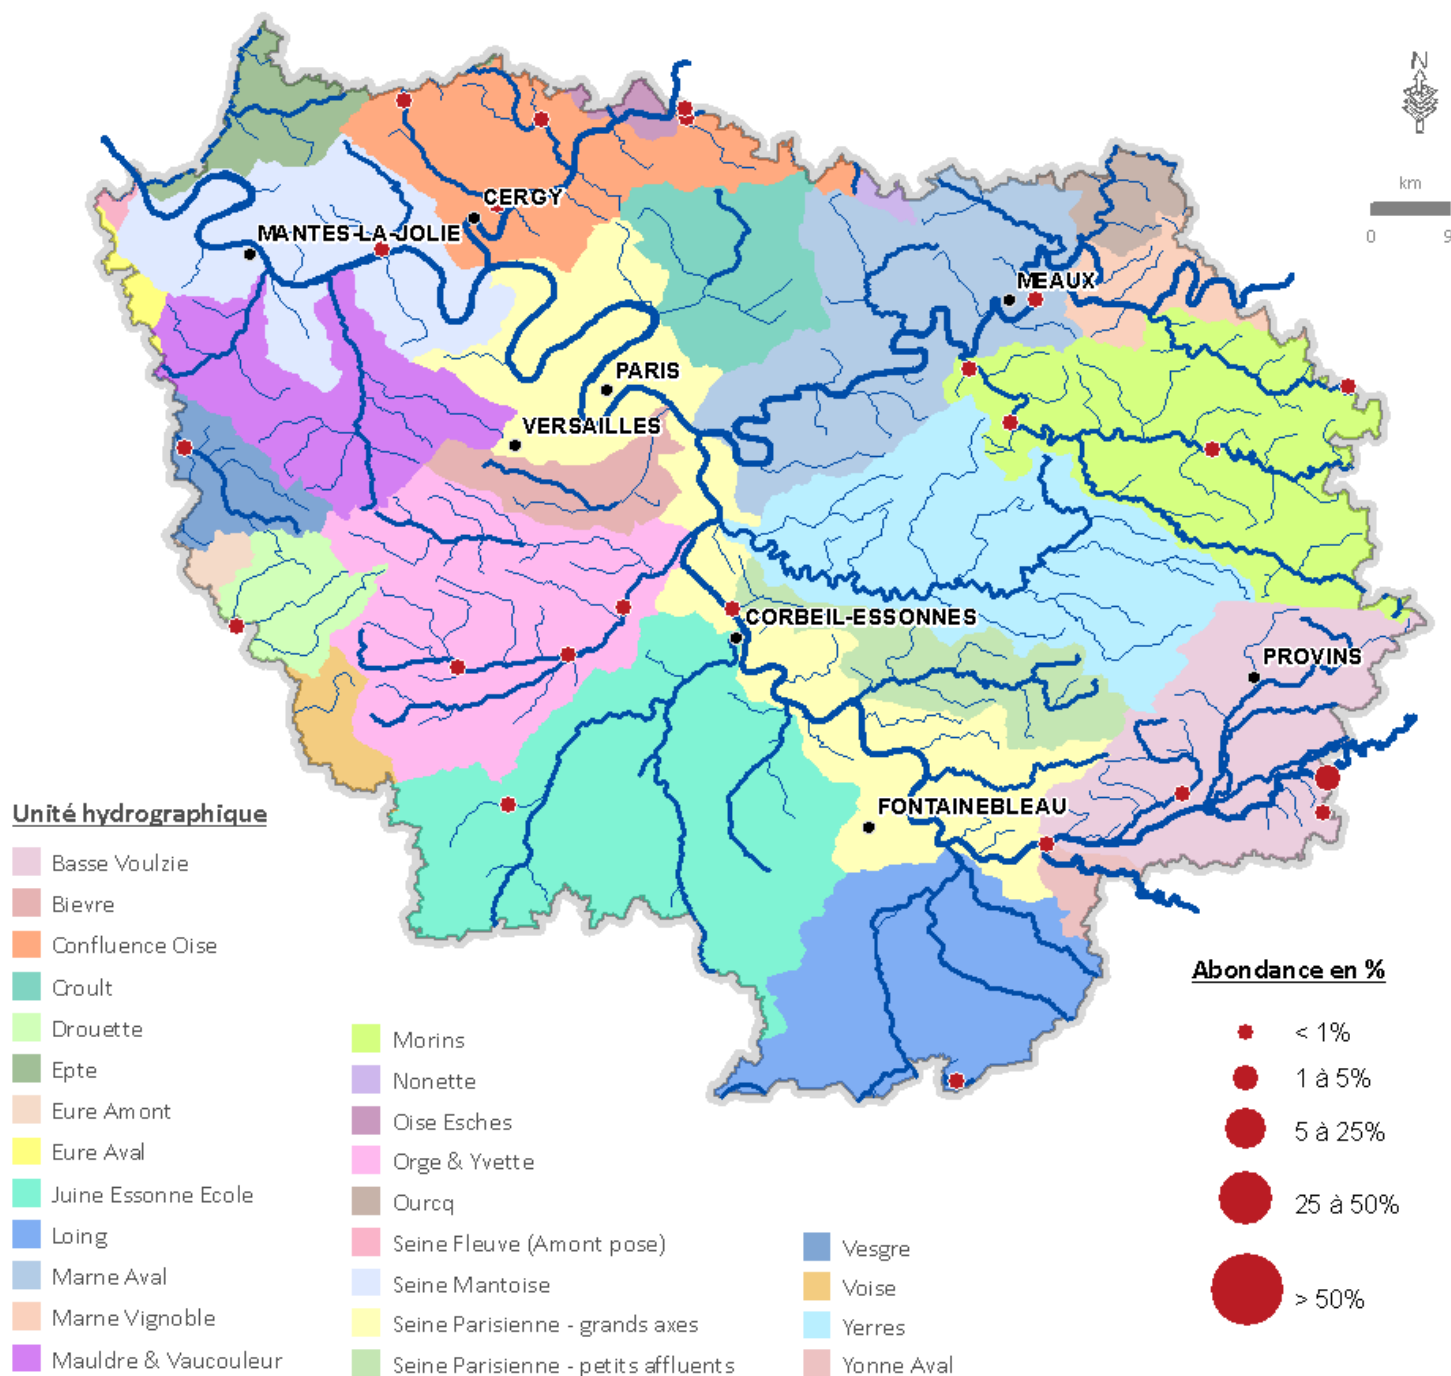 N
km
0 9
CERGY
MANTES-LA-JOLIE
MEAUX
PARIS
VERSAILLES
CORBEIL-ESSONNES
PROVINS
FONTAINEBLEAU
Unité hydrographique
Basse Voulzie
Bievre
Confluence Oise
Croult
Drouette
Epte
Eure Amont
Eure Aval
Juine Essonne Ecole
Loing
Marne Aval
Marne Vignoble
Mauldre & Vaucouleur
Morins
Nonette
Oise Esches
Orge & Yvette
Ourcq
Seine Fleuve (Amont pose)
Seine Mantoise
Seine Parisienne - grands axes
Seine Parisienne - petits affluents
Vesgre
Voise
Yerres
Yonne Aval
Abondance en %
< 1%
1 à 5%
5 à 25%
25 à 50%
> 50%